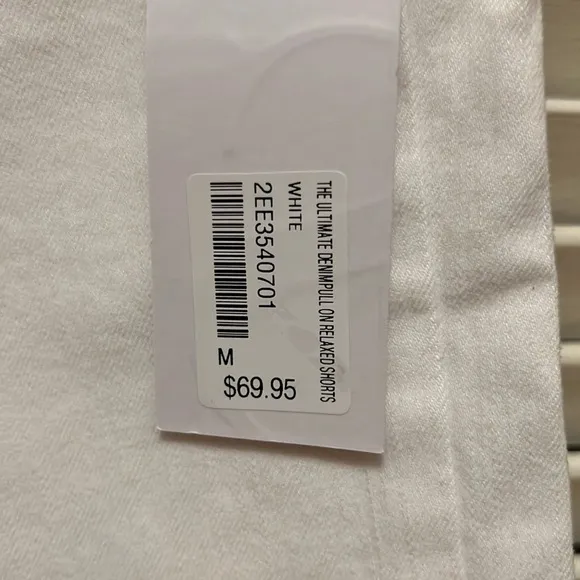 THE ULTIMATE DENIMPULL ON RELAXED SHORTS
WHITE
2EE3540701
M
$69.95